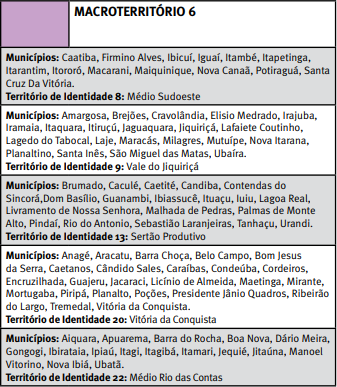 MACROTERRITÓRIO 6
Municípios: Caatiba, Firmino Alves, Ibicuí, Iguaí, Itambé, Itapetinga,
Itarantim, Itororó, Macarani, Maiquinique, Nova Canaã, Potiraguá, Santa
Cruz Da Vitória.
Território de Identidade 8: Médio Sudoeste
Municípios: Amargosa, Brejões, Cravolândia, Elisio Medrado, Irajuba,
Iramaia, Itaquara, Itiruçú, Jaguaquara, Jiquiriçá, Lafaiete Coutinho,
Lagedo do Tabocal, Laje, Maracás, Milagres, Mutuípe, Nova Itarana,
Planaltino, Santa Inês, São Miguel das Matas, Ubaíra.
Território de Identidade 9: Vale do Jiquiriçá
Municípios: Brumado, Caculé, Caetité, Candiba, Contendas do
Sincorá,Dom Basílio, Guanambi, Ibiassucê, Ituaçu, Iuiu, Lagoa Real,
Livramento de Nossa Senhora, Malhada de Pedras, Palmas de Monte
Alto, Pindaí, Rio do Antonio, Sebastião Laranjeiras, Tanhaçu, Urandi.
Território de Identidade 13: Sertão Produtivo
Municípios: Anagé, Aracatu, Barra Choça, Belo Campo, Bom Jesus
da Serra, Caetanos, Cândido Sales, Caraíbas, Condeúba, Cordeiros,
Encruzilhada, Guajeru, Jacaraci, Licínio de Almeida, Maetinga, Mirante,
Mortugaba, Piripá, Planalto, Poções, Presidente Jânio Quadros, Ribeirão
do Largo, Tremedal, Vitória da Conquista.
Território de Identidade 20: Vitória da Conquista
Municípios: Aiquara, Apuarema, Barra do Rocha, Boa Nova, Dário Meira,
Gongogi, Ibirataia, Ipiaú, Itagi, Itagibá, Itamari, Jequié, Jitaúna, Manoel
Vitorino, Nova Ibiá, Ubatã.
Território de Identidade 22: Médio Rio das Contas